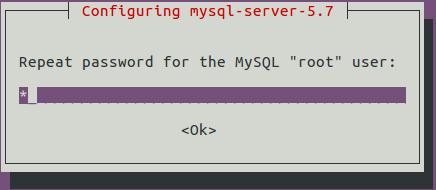 Configuring mysql-server-5.7
Repeat password for the MySQL "root" user:
*
<Ok>